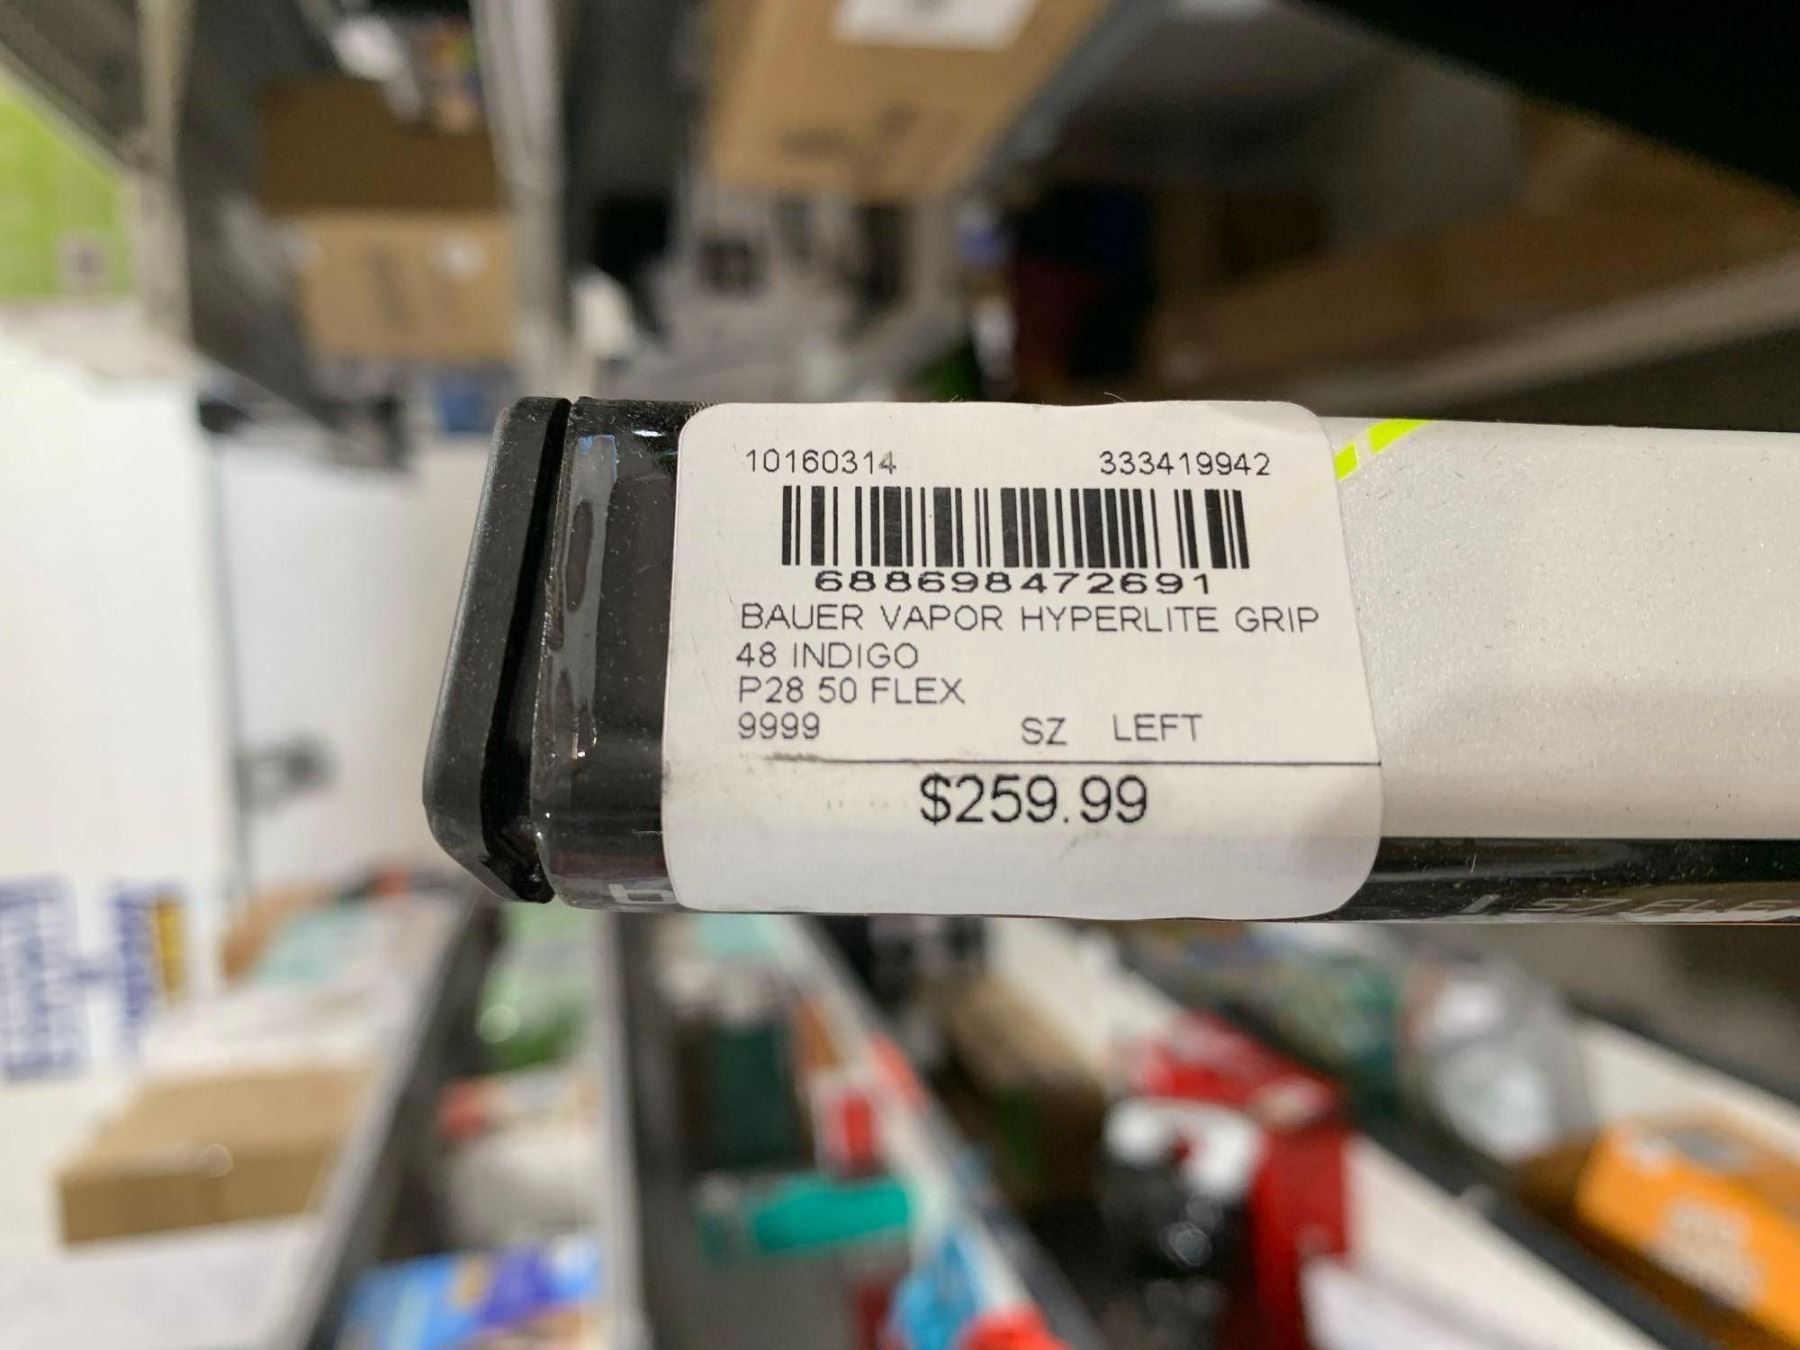 10160314 333419942
688698472691
BAUER VAPOR HYPERLITE GRIP
48 INDIGO
P28 50 FLEX
9999 SZ LEFT
$259.99